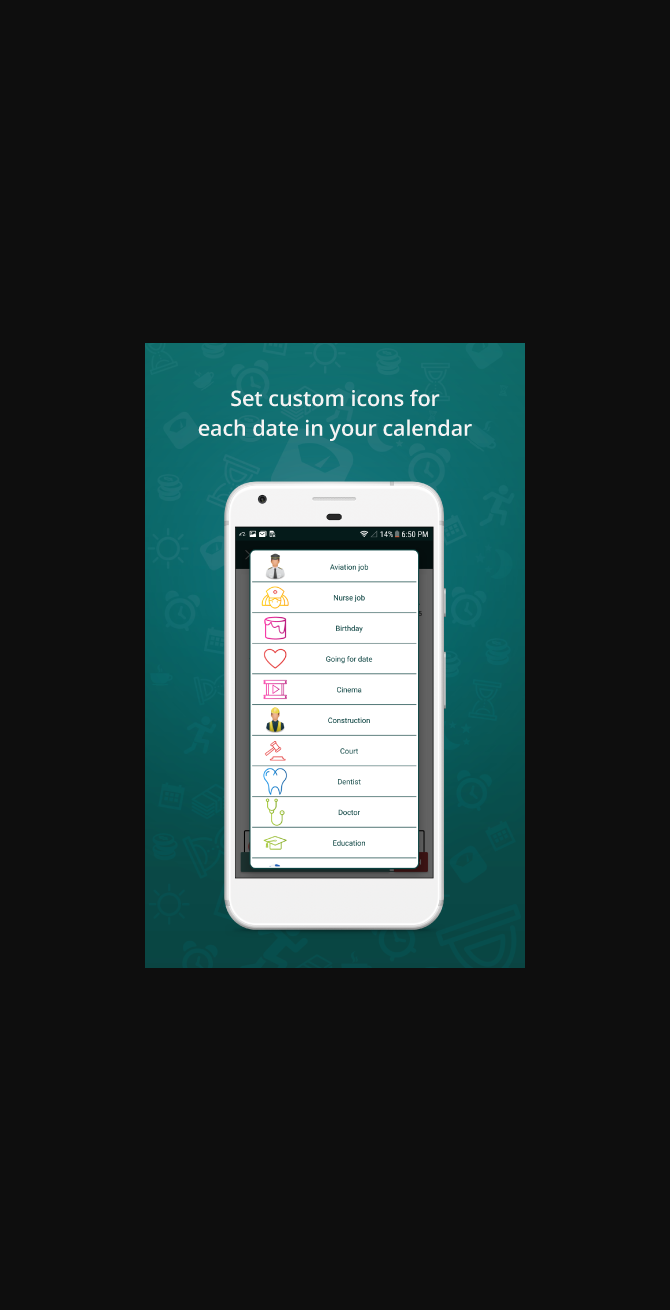 Set custom icons for
each date in your calendar
14% 6:50 PM
Aviation job
Nurse job
Birthday
Going for date
Cinema
Construction
Court
Dentist
Doctor
Education